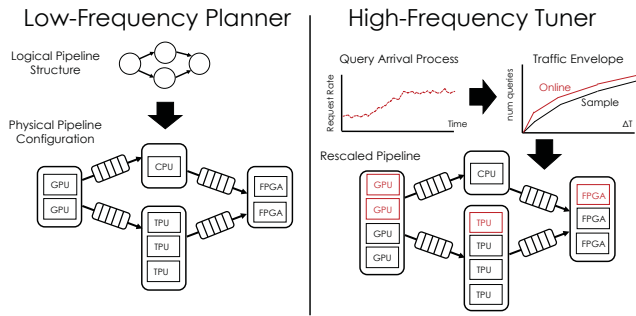 Low-Frequency Planner
Logical Pipeline
Structure
Physical Pipeline
Configuration
GPU
GPU
CPU
TPU
TPU
TPU
FPGA
FPGA
High-Frequency Tuner
Query Arrival Process
Request Rate
Time
Traffic Envelope
num queries
Online
Sample
ΔT
Rescaled Pipeline
GPU
GPU
GPU
GPU
CPU
TPU
TPU
TPU
TPU
FPGA
FPGA
FPGA